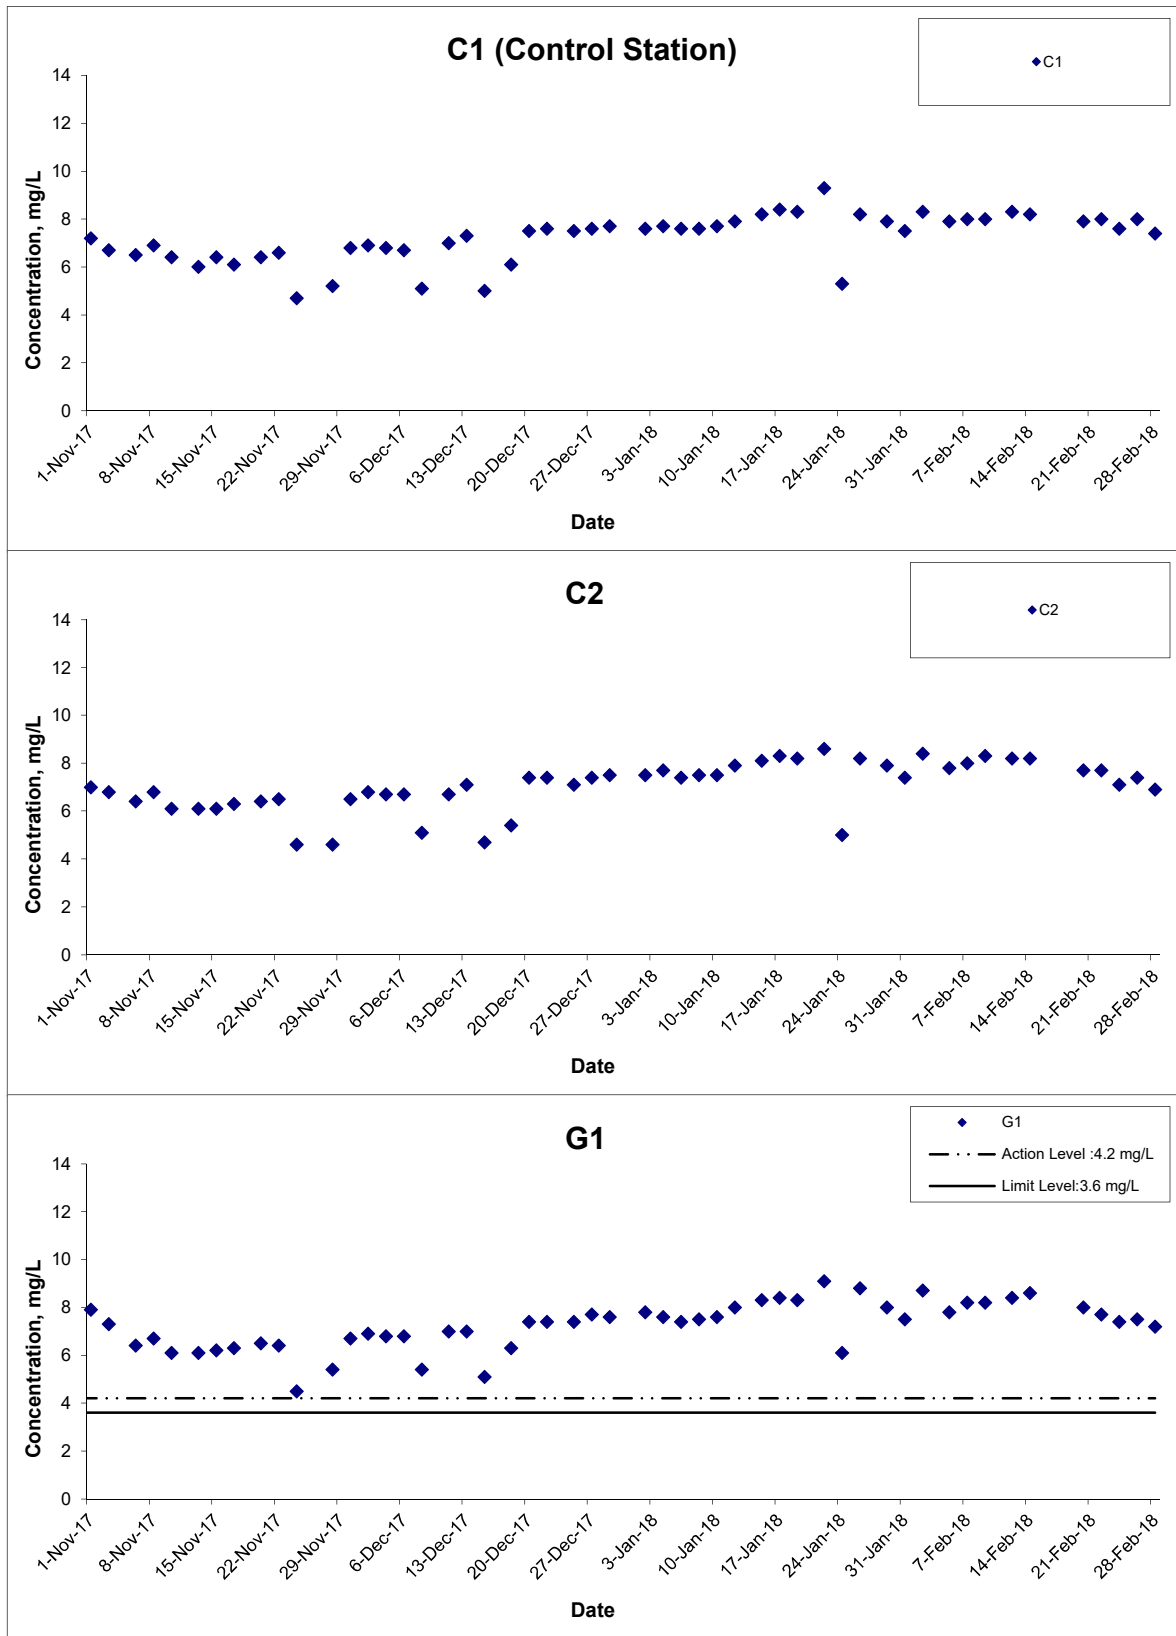 C1 (Control Station)
C1
14
12
10
8
6
4
2
0
Concentration, mg/L
1-Nov-17
8-Nov-17
15-Nov-17
22-Nov-17
29-Nov-17
6-Dec-17
13-Dec-17
20-Dec-17
27-Dec-17
3-Jan-18
10-Jan-18
17-Jan-18
24-Jan-18
31-Jan-18
7-Feb-18
14-Feb-18
21-Feb-18
28-Feb-18
Date
C2
C2
14
12
10
8
6
4
2
0
Concentration, mg/L
1-Nov-17
8-Nov-17
15-Nov-17
22-Nov-17
29-Nov-17
6-Dec-17
13-Dec-17
20-Dec-17
27-Dec-17
3-Jan-18
10-Jan-18
17-Jan-18
24-Jan-18
31-Jan-18
7-Feb-18
14-Feb-18
21-Feb-18
28-Feb-18
Date
G1
G1
Action Level :4.2 mg/L
Limit Level:3.6 mg/L
14
12
10
8
6
4
2
0
Concentration, mg/L
1-Nov-17
8-Nov-17
15-Nov-17
22-Nov-17
29-Nov-17
6-Dec-17
13-Dec-17
20-Dec-17
27-Dec-17
3-Jan-18
10-Jan-18
17-Jan-18
24-Jan-18
31-Jan-18
7-Feb-18
14-Feb-18
21-Feb-18
28-Feb-18
Date